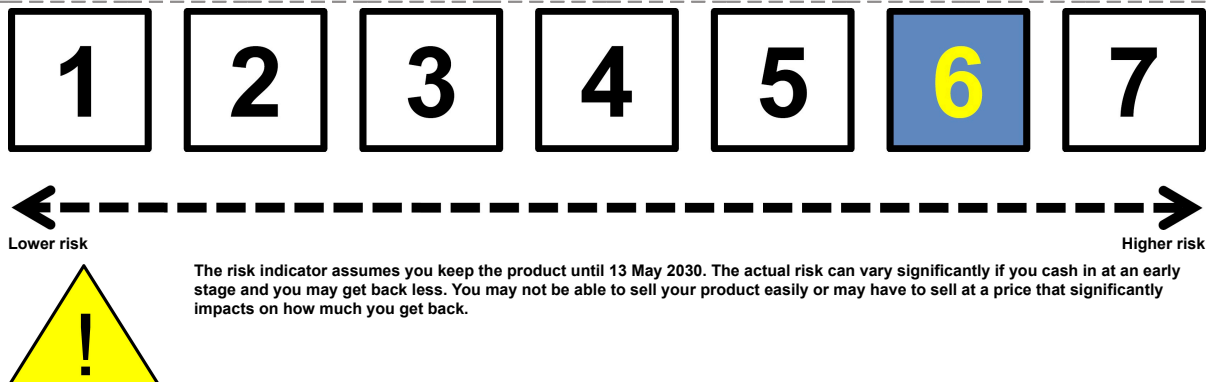 1 2 3 4 5 6 7
Lower risk Higher risk
The risk indicator assumes you keep the product until 13 May 2030. The actual risk can vary significantly if you cash in at an early
stage and you may get back less. You may not be able to sell your product easily or may have to sell at a price that significantly
impacts on how much you get back.
!